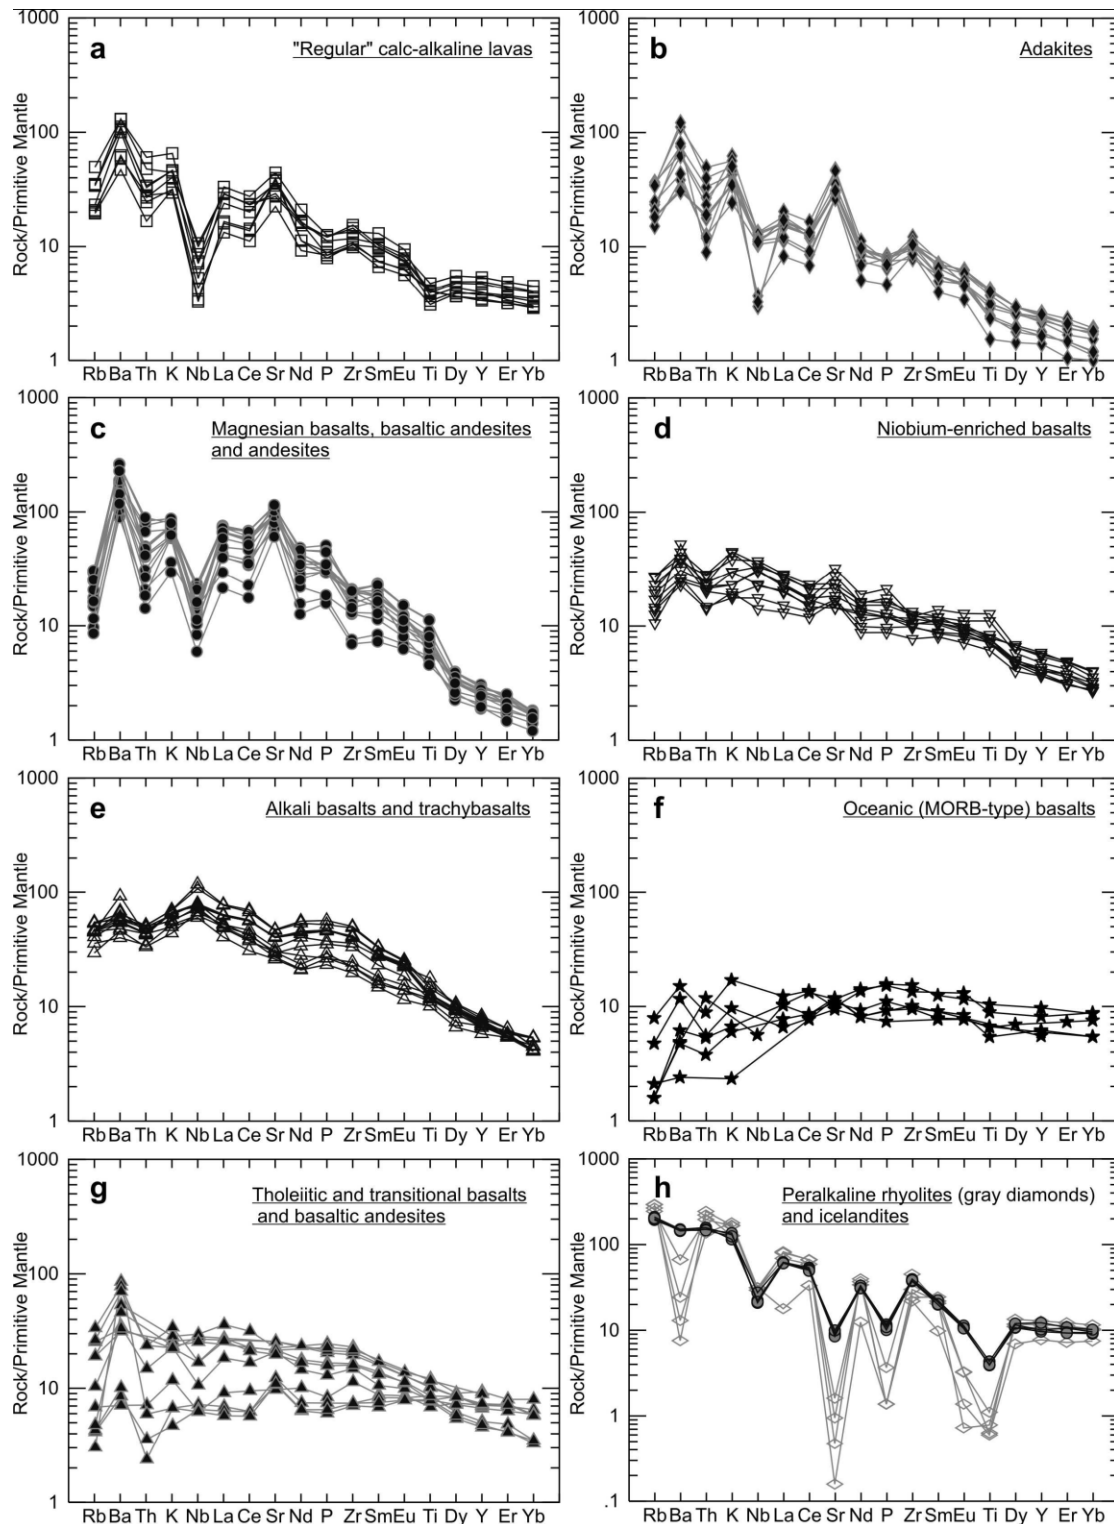 a
"Regular" calc-alkaline lavas
Rock/Primitive Mantle
1000
100
10
1
Rb Ba Th K Nb La Ce Sr Nd P Zr Sm Eu Ti Dy Y Er Yb
b
Adakites
Rock/Primitive Mantle
1000
100
10
1
Rb Ba Th K Nb La Ce Sr Nd P Zr Sm Eu Ti Dy Y Er Yb
c
Magnesian basalts, basaltic andesites
and andesites
Rock/Primitive Mantle
1000
100
10
1
Rb Ba Th K Nb La Ce Sr Nd P Zr Sm Eu Ti Dy Y Er Yb
d
Niobium-enriched basalts
Rock/Primitive Mantle
1000
100
10
1
Rb Ba Th K Nb La Ce Sr Nd P Zr Sm Eu Ti Dy Y Er Yb
e
Alkali basalts and trachybasalts
Rock/Primitive Mantle
1000
100
10
1
Rb Ba Th K Nb La Ce Sr Nd P Zr Sm Eu Ti Dy Y Er Yb
f
Oceanic (MORB-type) basalts
Rock/Primitive Mantle
1000
100
10
1
Rb Ba Th K Nb La Ce Sr Nd P Zr Sm Eu Ti Dy Y Er Yb
g
Tholeiitic and transitional basalts
and basaltic andesites
Rock/Primitive Mantle
1000
100
10
1
Rb Ba Th K Nb La Ce Sr Nd P Zr Sm Eu Ti Dy Y Er Yb
h
Peralkaline rhyolites (gray diamonds)
and icelandites
Rock/Primitive Mantle
1000
100
10
1
.1
Rb Ba Th K Nb La Ce Sr Nd P Zr Sm Eu Ti Dy Y Er Yb